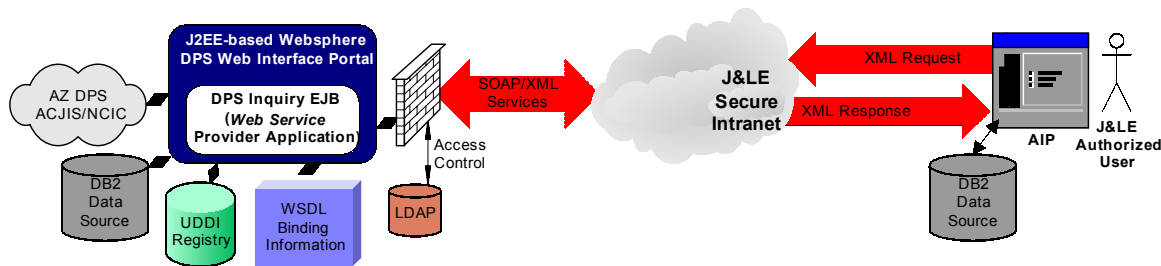 J2EE-based Websphere
DPS Web Interface Portal
DPS Inquiry EJB
(Web Service
Provider Application)
AZ DPS
ACJIS/NCIC
DB2
Data
Source
UDDI
Registry
WSDL
Binding
Information
Access
Control
LDAP
SOAP/XML
Services
J&LE
Secure
Intranet
XML Request
XML Response
AIP
J&LE
Authorized
User
DB2
Data
Source